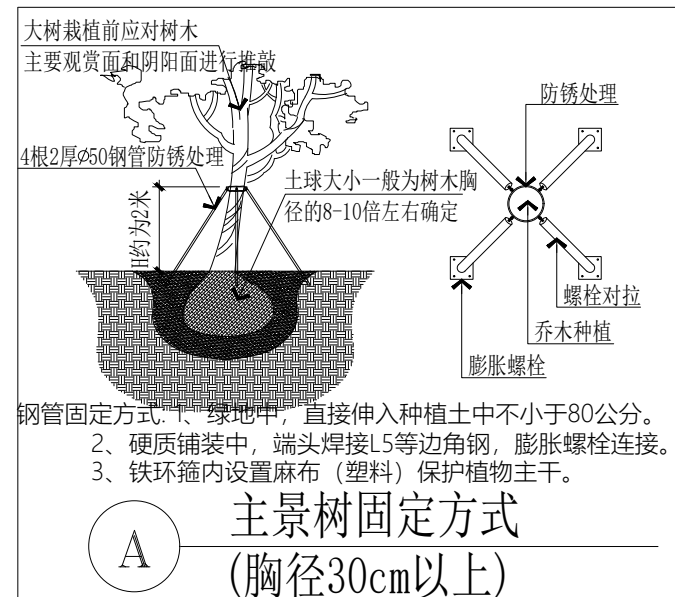 大树栽植前应对树木
主要观赏面和阴阳面进行推敲
4根2厚Ø50钢管防锈处理
H约为2米
土球大小一般为树木胸
径的8-10倍左右确定
防锈处理
螺栓对拉
乔木种植
膨胀螺栓
钢管固定方式: 1、绿地中，直接伸入种植土中不小于80公分。
2、硬质铺装中，端头焊接L5等边角钢，膨胀螺栓连接。
3、铁环箍内设置麻布（塑料）保护植物主干。
A
主景树固定方式
(胸径30cm以上)